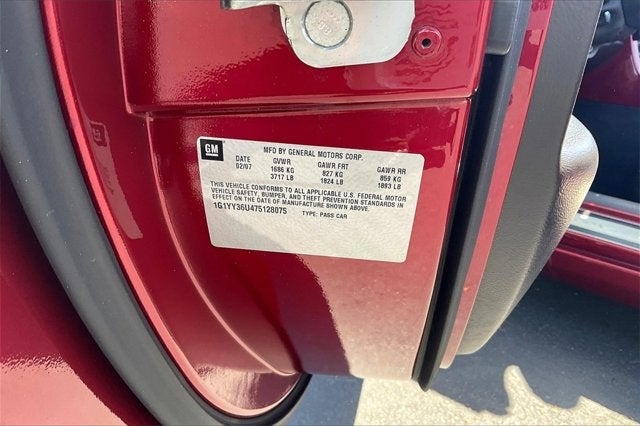 GM
MFD BY GENERAL MOTORS CORP.
DATE GVWR GAWR FRT GAWR RR
02/07 1686 KG 827 KG 859 KG
3717 LB 1824 LB 1893 LB
THIS VEHICLE CONFORMS TO ALL APPLICABLE U.S. FEDERAL MOTOR
VEHICLE SAFETY, BUMPER, AND THEFT PREVENTION STANDARDS IN
EFFECT ON THE DATE OF MANUFACTURE SHOWN ABOVE.
1G1YY36U475128075 TYPE: PASS CAR